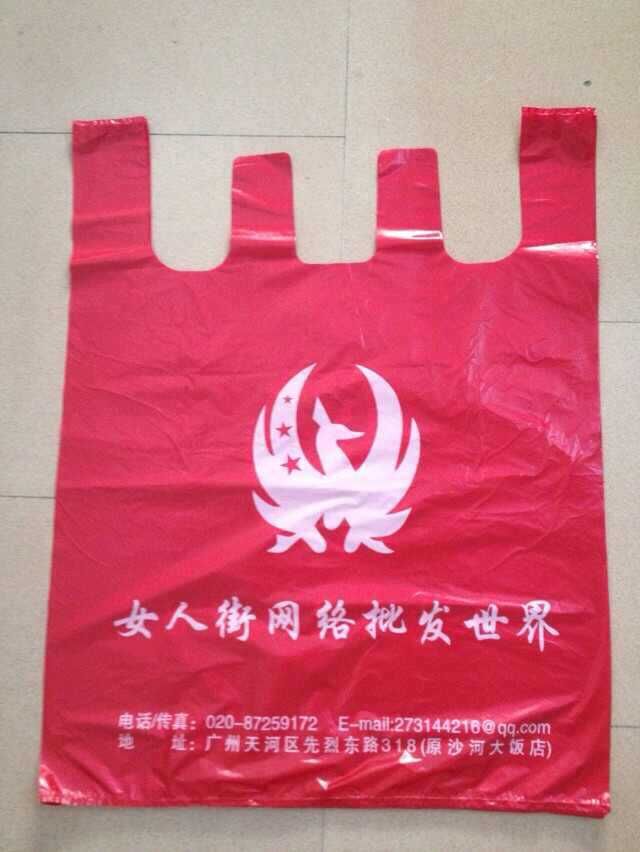 女人街网络批发世界
电话/传真：020-87259172 E-mail:273144216@qq.com
地 址：广州天河区先烈东路318(原沙河大饭店)